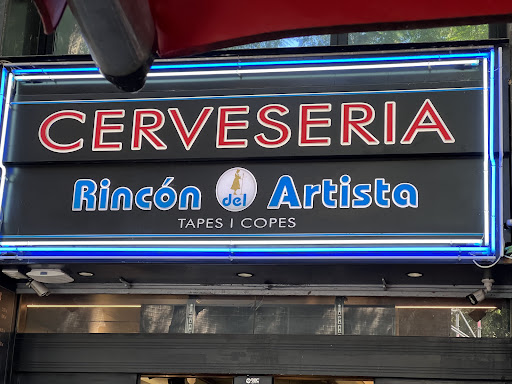 CERVESERIA
Rincón del Artista
TAPES I COPES